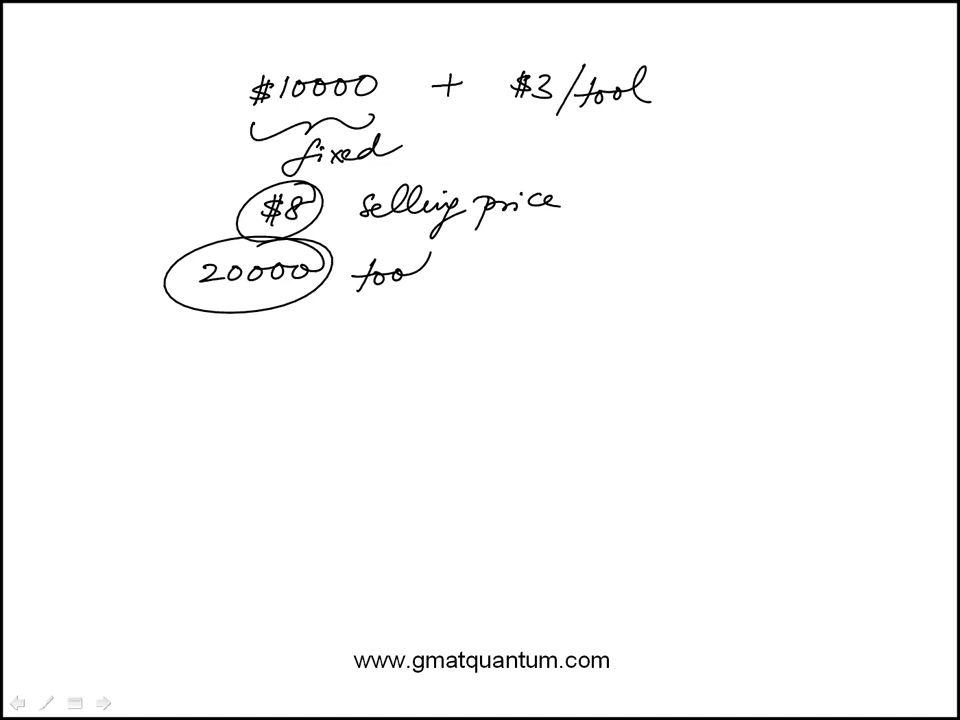 $10000 + $3/tool
fixed
$8 selling price
20000 too
www.gmatquantum.com